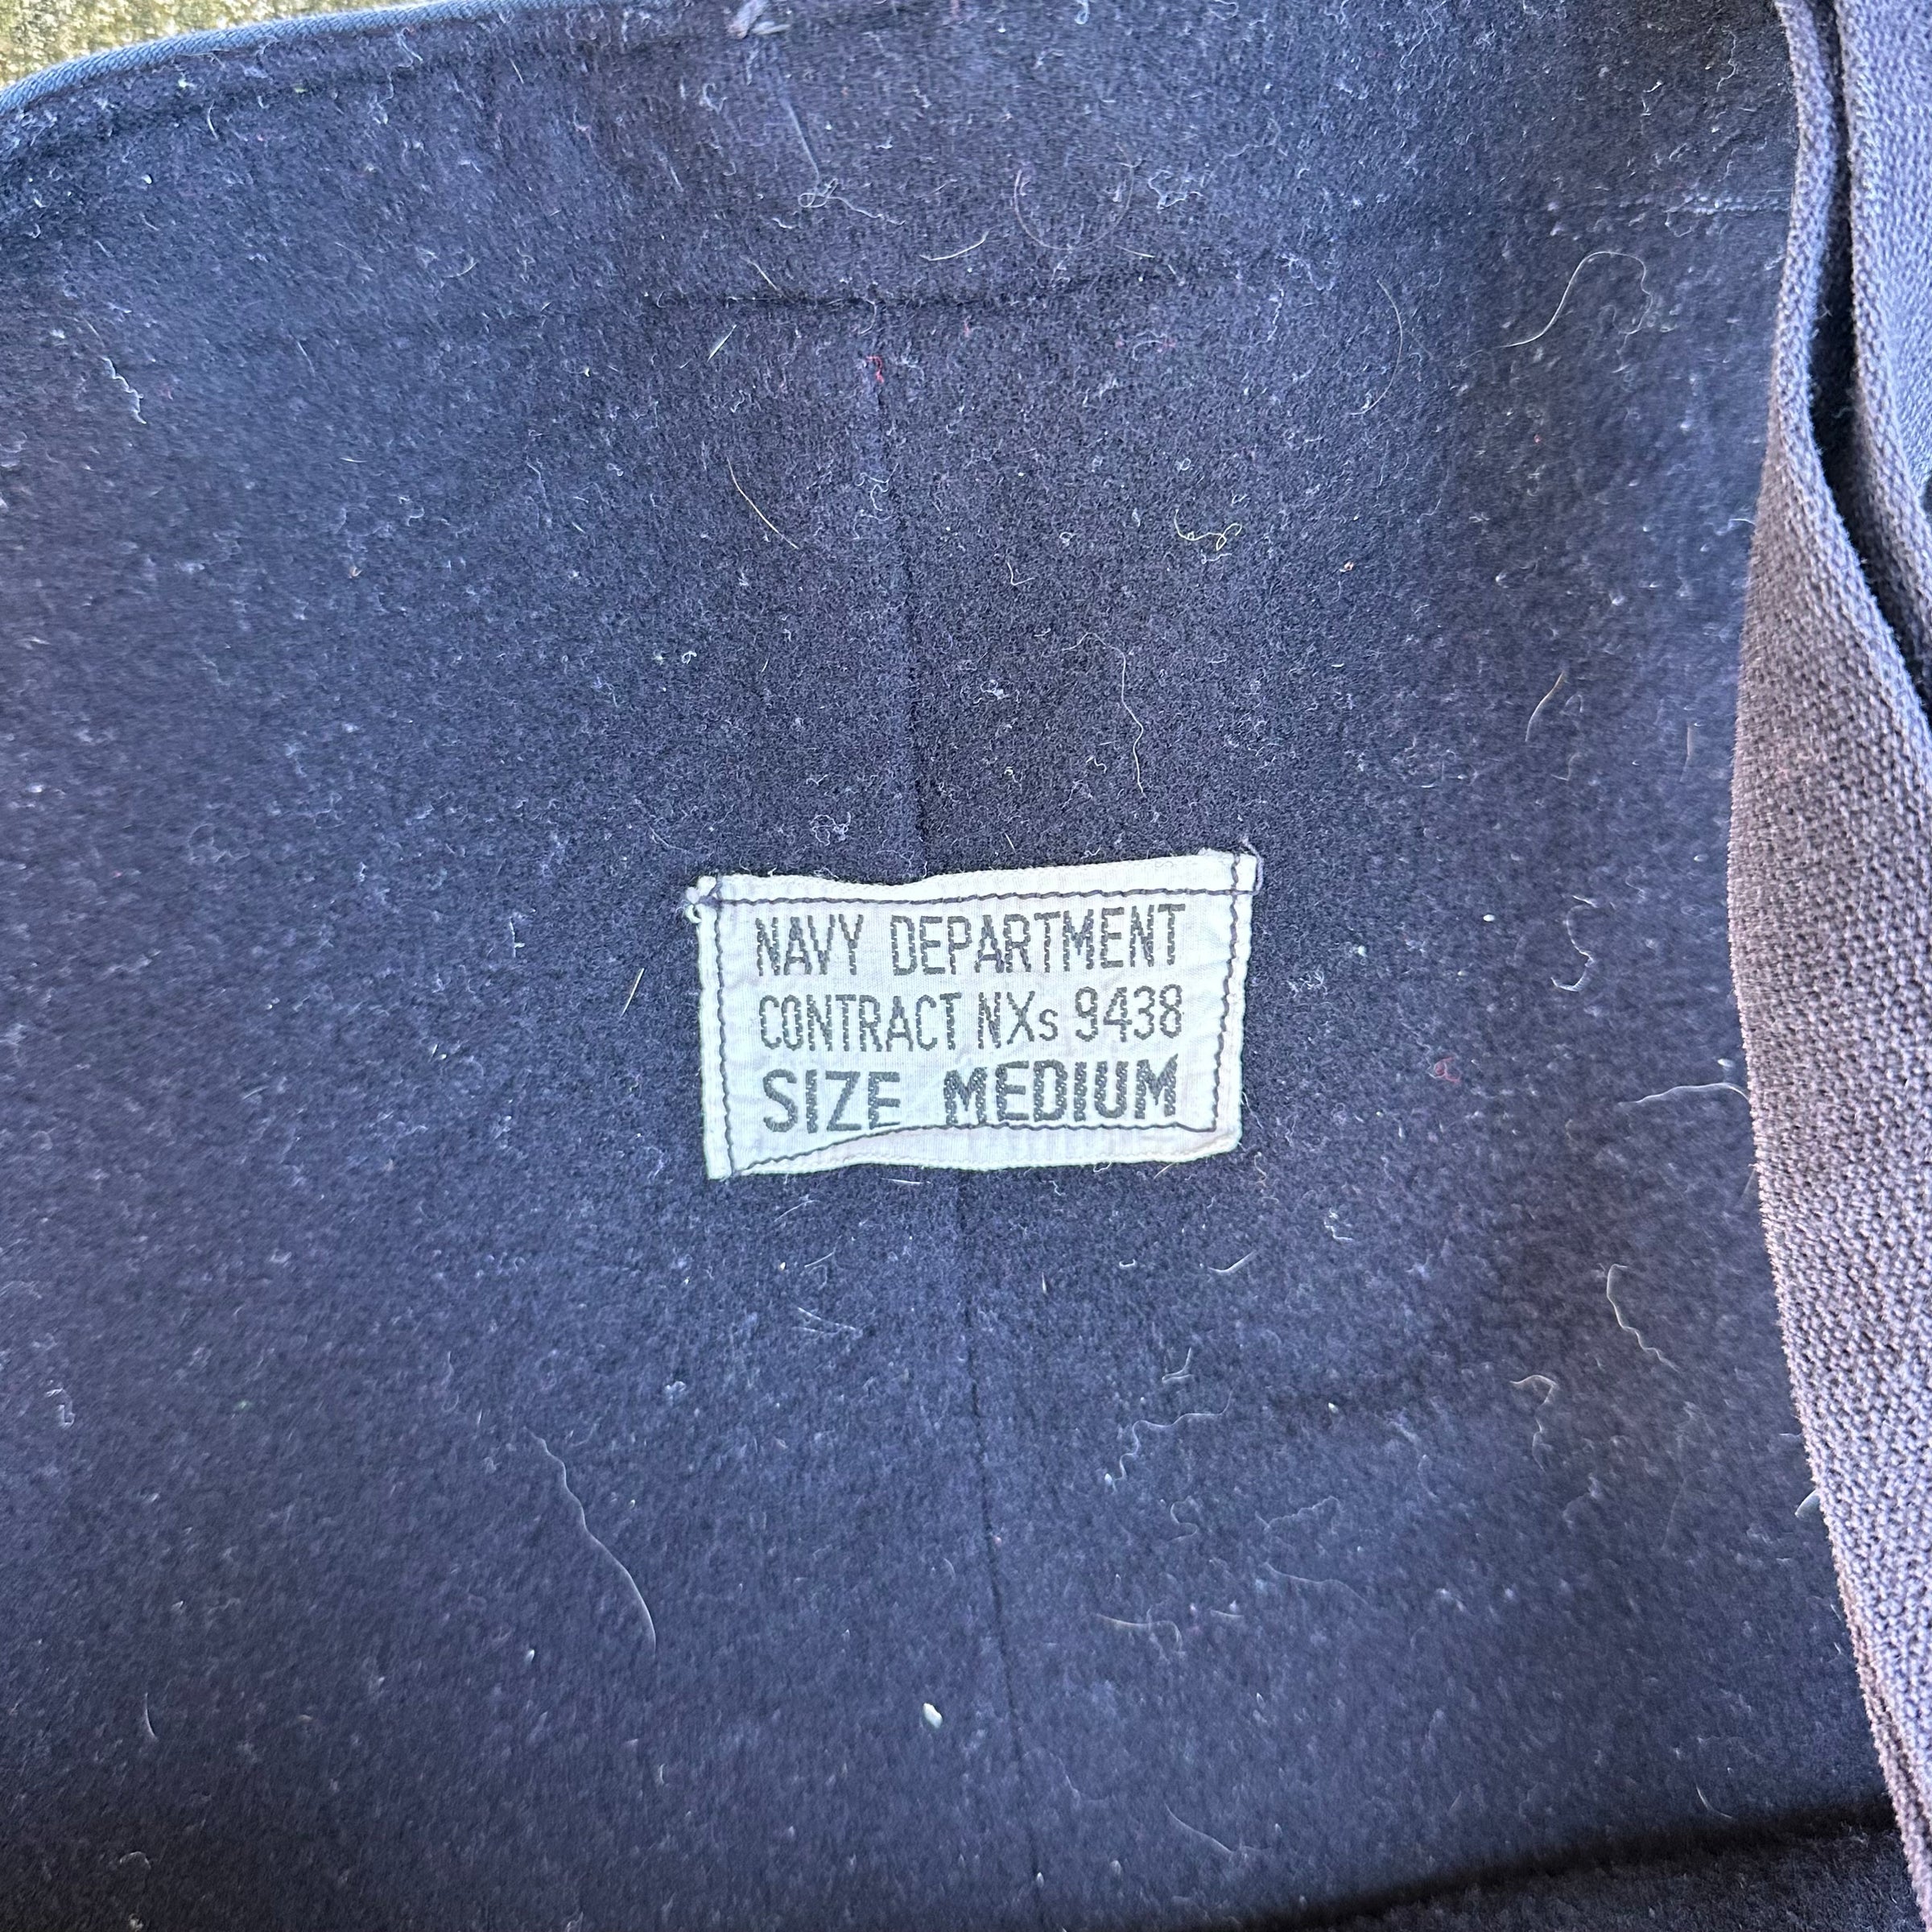 NAVY DEPARTMENT
CONTRACT NXs 9438
SIZE MEDIUM